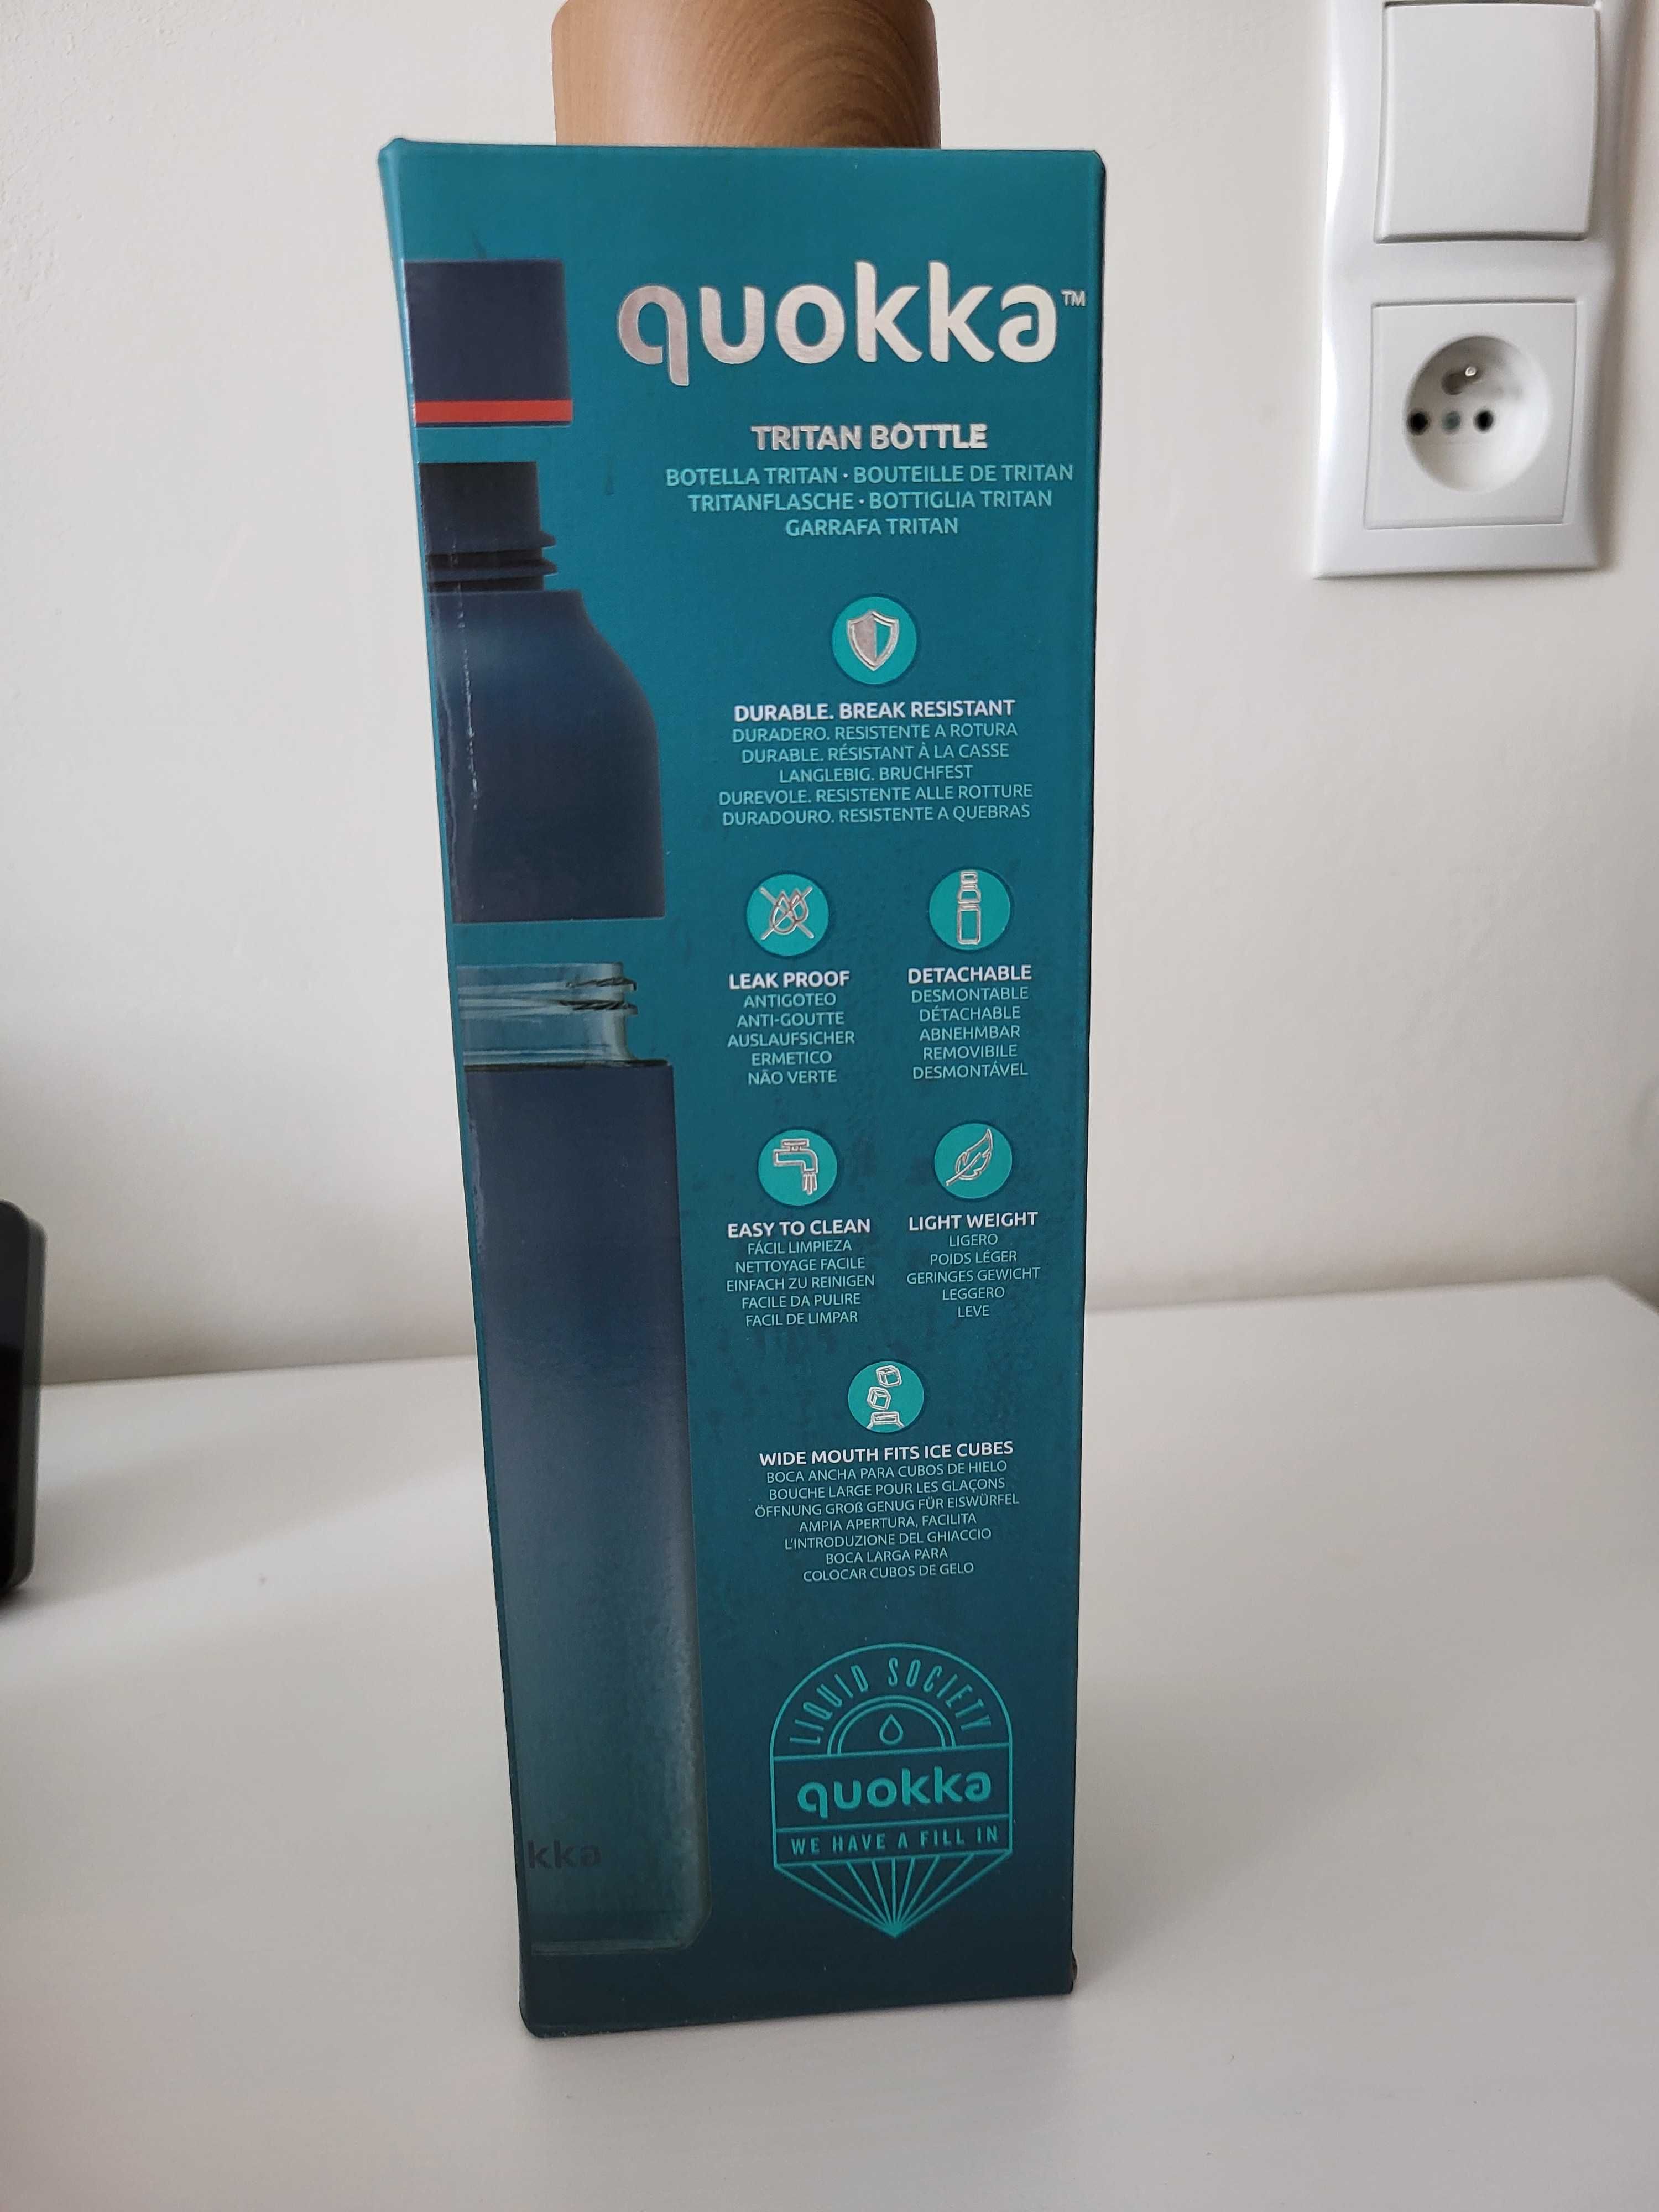 quokka™
TRITAN BOTTLE
BOTELLA TRITAN · BOUTEILLE DE TRITAN
TRITANFLASCHE · BOTTIGLIA TRITAN
GARRAFA TRITAN
DURABLE. BREAK RESISTANT
DURADERO. RESISTENTE A ROTURA
DURABLE. RÉSISTANT À LA CASSE
LANGLEBIG. BRUCHFEST
DUREVOLE. RESISTENTE ALLE ROTTURE
DURADOURO. RESISTENTE A QUEBRAS
LEAK PROOF
ANTIGOTEO
ANTI-GOUTTE
AUSLAUFSICHER
ERMETICO
NÃO VERTE
DETACHABLE
DESMONTABLE
DÉTACHABLE
ABNEHMBAR
REMOVIBILE
DESMONTÁVEL
EASY TO CLEAN
FÁCIL LIMPIEZA
NETTOYAGE FACILE
EINFACH ZU REINIGEN
FACILE DA PULIRE
FACIL DE LIMPAR
LIGHT WEIGHT
LIGERO
POIDS LÉGER
GERINGES GEWICHT
LEGGERO
LEVE
WIDE MOUTH FITS ICE CUBES
BOCA ANCHA PARA CUBOS DE HIELO
BOUCHE LARGE POUR LES GLAÇONS
ÖFFNUNG GROß GENUG FÜR EISWÜRFEL
AMPIA APERTURA, FACILITA
L'INTRODUZIONE DEL GHIACCIO
BOCA LARGA PARA
COLOCAR CUBOS DE GELO
LIQUID SOCIETY
quokka
WE HAVE A FILL IN
kka